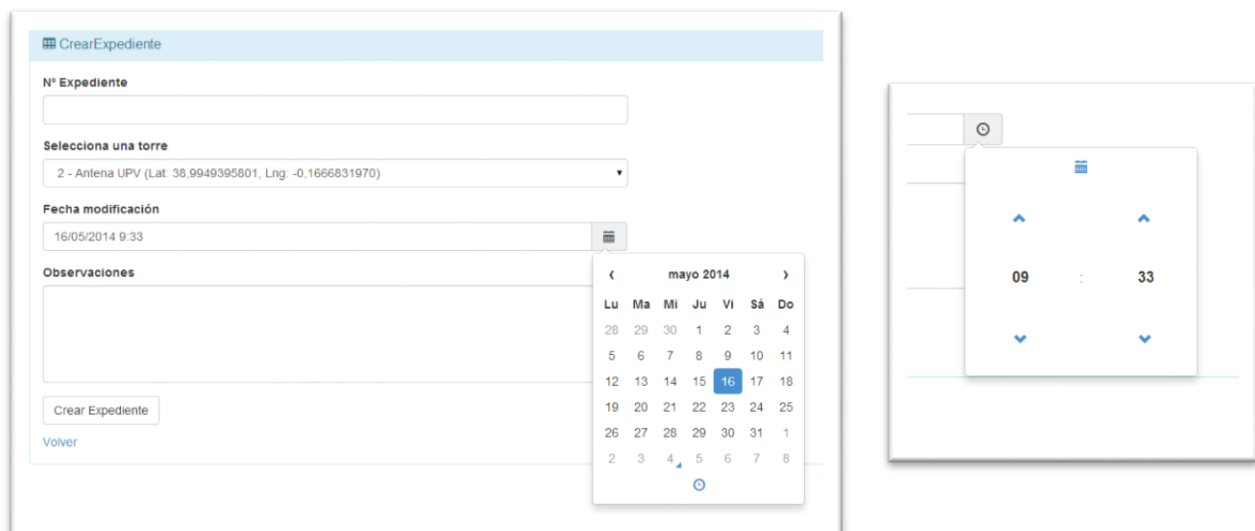 CrearExpediente
Nº Expediente
Selecciona una torre
2 - Antena UPV (Lat: 38,9949395801, Lng: -0,1666831970)
Fecha modificación
16/05/2014 9:33
Observaciones
Crear Expediente
Volver
‹ mayo 2014 ›
Lu Ma Mi Ju Vi Sá Do
28 29 30 1 2 3 4
5 6 7 8 9 10 11
12 13 14 15 16 17 18
19 20 21 22 23 24 25
26 27 28 29 30 31 1
2 3 4 5 6 7 8
09 : 33